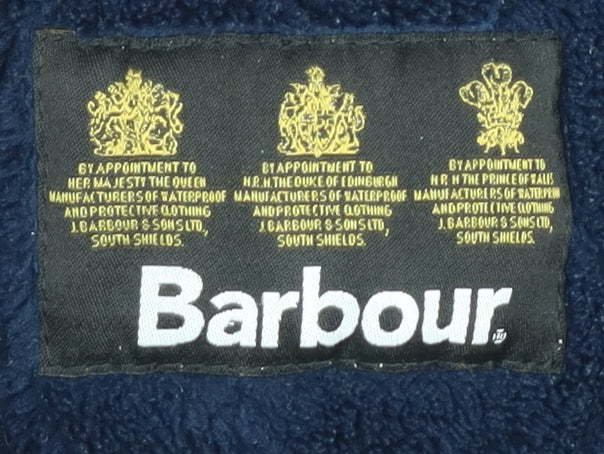 BY APPOINTMENT TO
HER MAJESTY THE QUEEN
MANUFACTURERS OF WATERPROOF
AND PROTECTIVE CLOTHING
J. BARBOUR & SONS LTD,
SOUTH SHIELDS.
BY APPOINTMENT TO
H.R.H. THE DUKE OF EDINBURGH
MANUFACTURERS OF WATERPROOF
AND PROTECTIVE CLOTHING
J. BARBOUR & SONS LTD,
SOUTH SHIELDS.
BY APPOINTMENT TO
H R H THE PRINCE OF WALES
MANUFACTURERS OF WATERPROOF
AND PROTECTIVE CLOTHING
J. BARBOUR & SONS LTD,
SOUTH SHIELDS.
Barbour